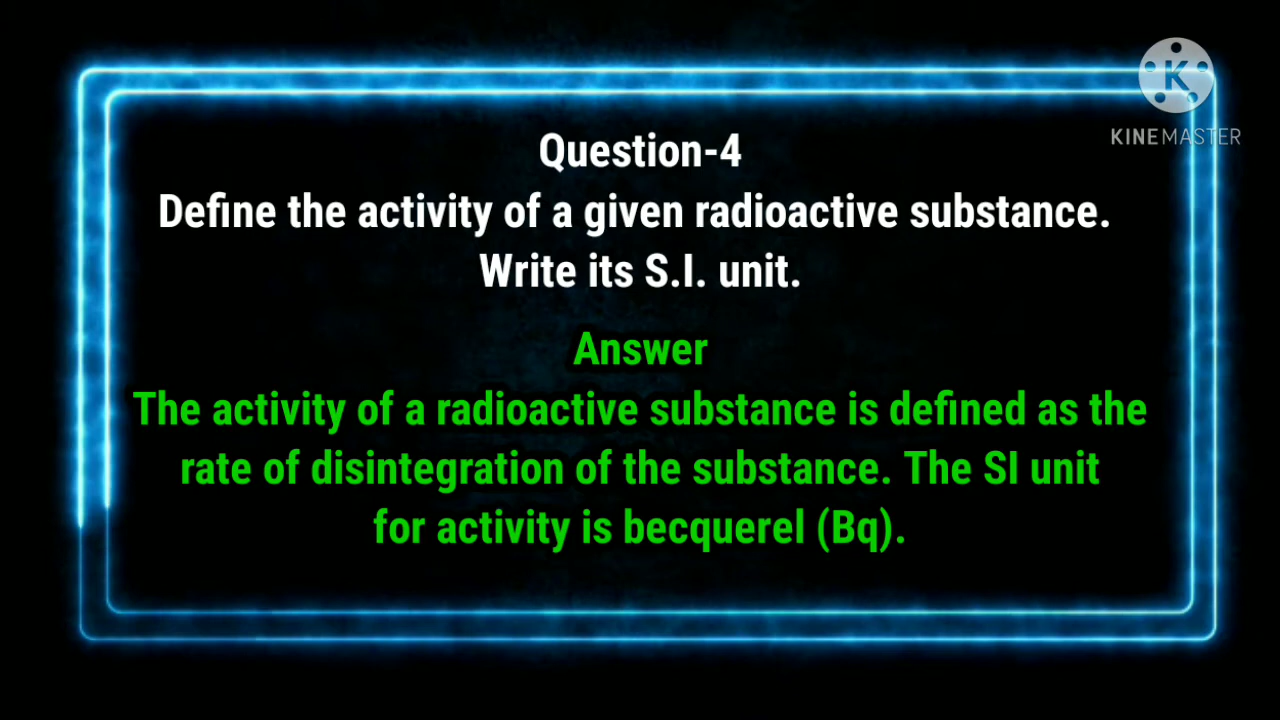 K
KINEMASTER
Question-4
Define the activity of a given radioactive substance.
Write its S.I. unit.
Answer
The activity of a radioactive substance is defined as the
rate of disintegration of the substance. The SI unit
for activity is becquerel (Bq).